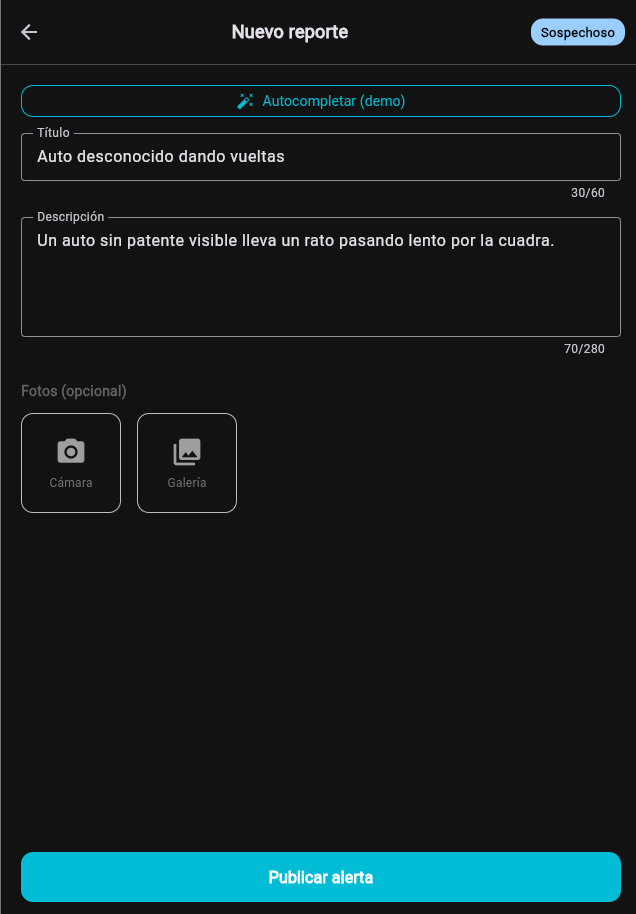 Nuevo reporte
Sospechoso
Autocompletar (demo)
Título
Auto desconocido dando vueltas
30/60
Descripción
Un auto sin patente visible lleva un rato pasando lento por la cuadra.
70/280
Fotos (opcional)
Cámara
Galería
Publicar alerta